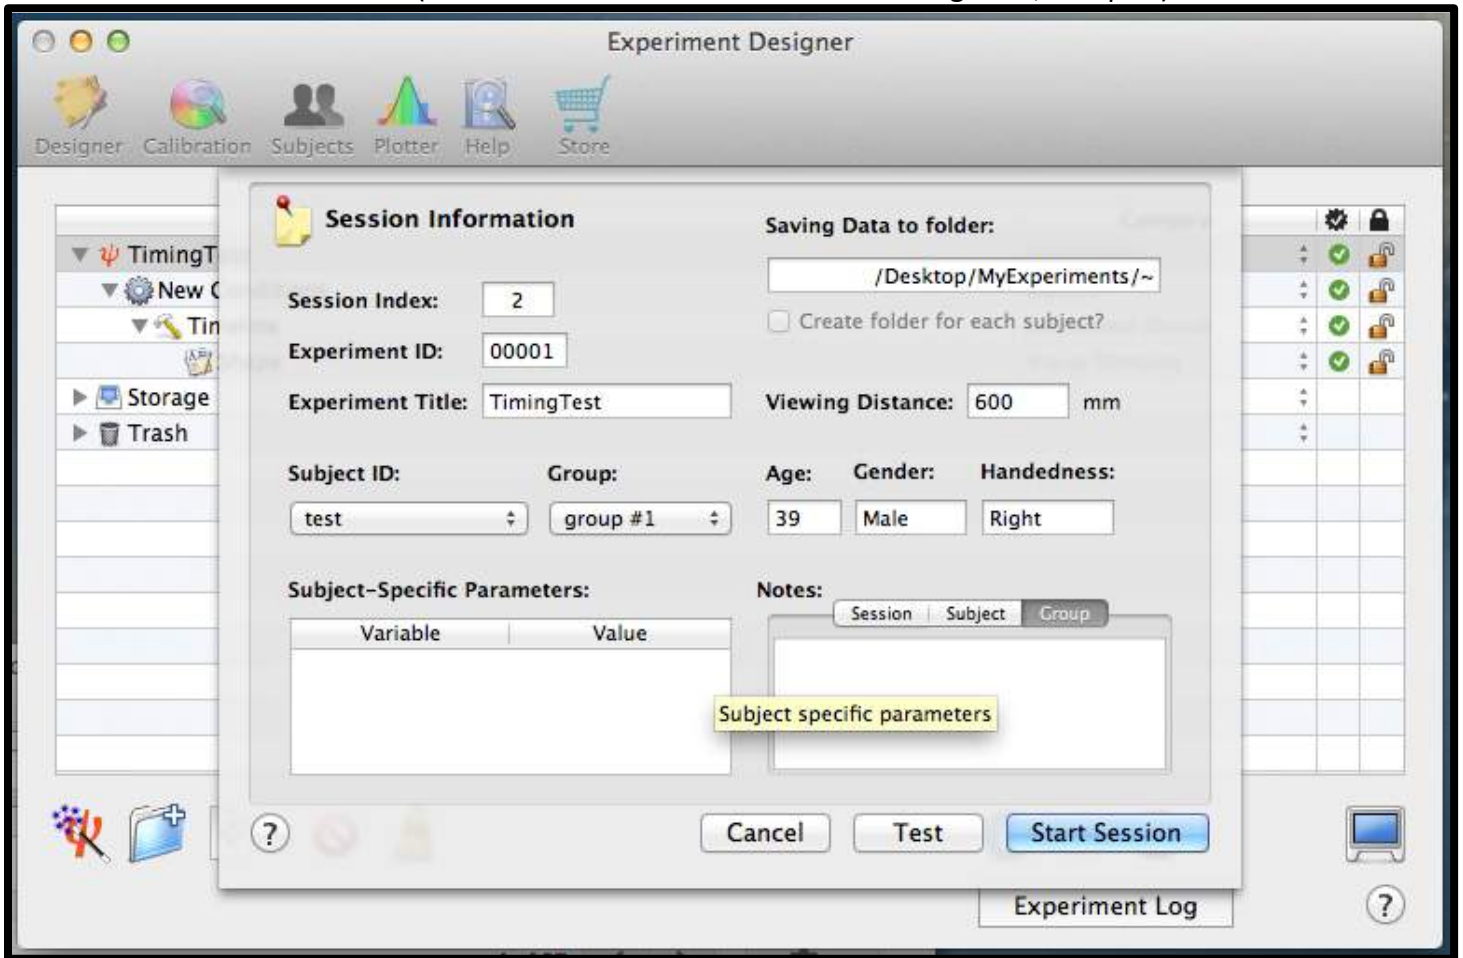 Experiment Designer
Designer Calibration Subjects Plotter Help Store
Session Information
Saving Data to folder:
/Desktop/MyExperiments/~
Create folder for each subject?
Session Index: 2
Experiment ID: 00001
Experiment Title: TimingTest
Viewing Distance: 600 mm
TimingT
New C
Tin
Storage
Trash
Subject ID: Group: Age: Gender: Handedness:
test group #1 39 Male Right
Subject-Specific Parameters:
Variable Value
Notes:
Session Subject Group
Subject specific parameters
? Cancel Test Start Session
Experiment Log ?